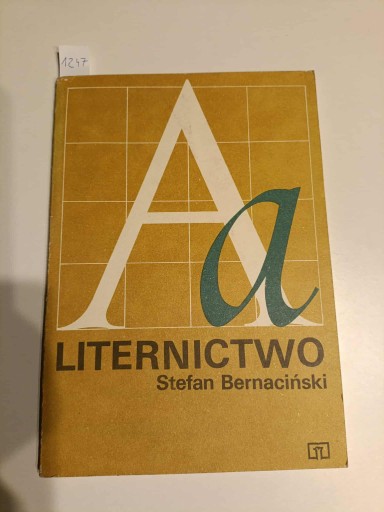 1247
Aa
LITERNICTWO
Stefan Bernaciński